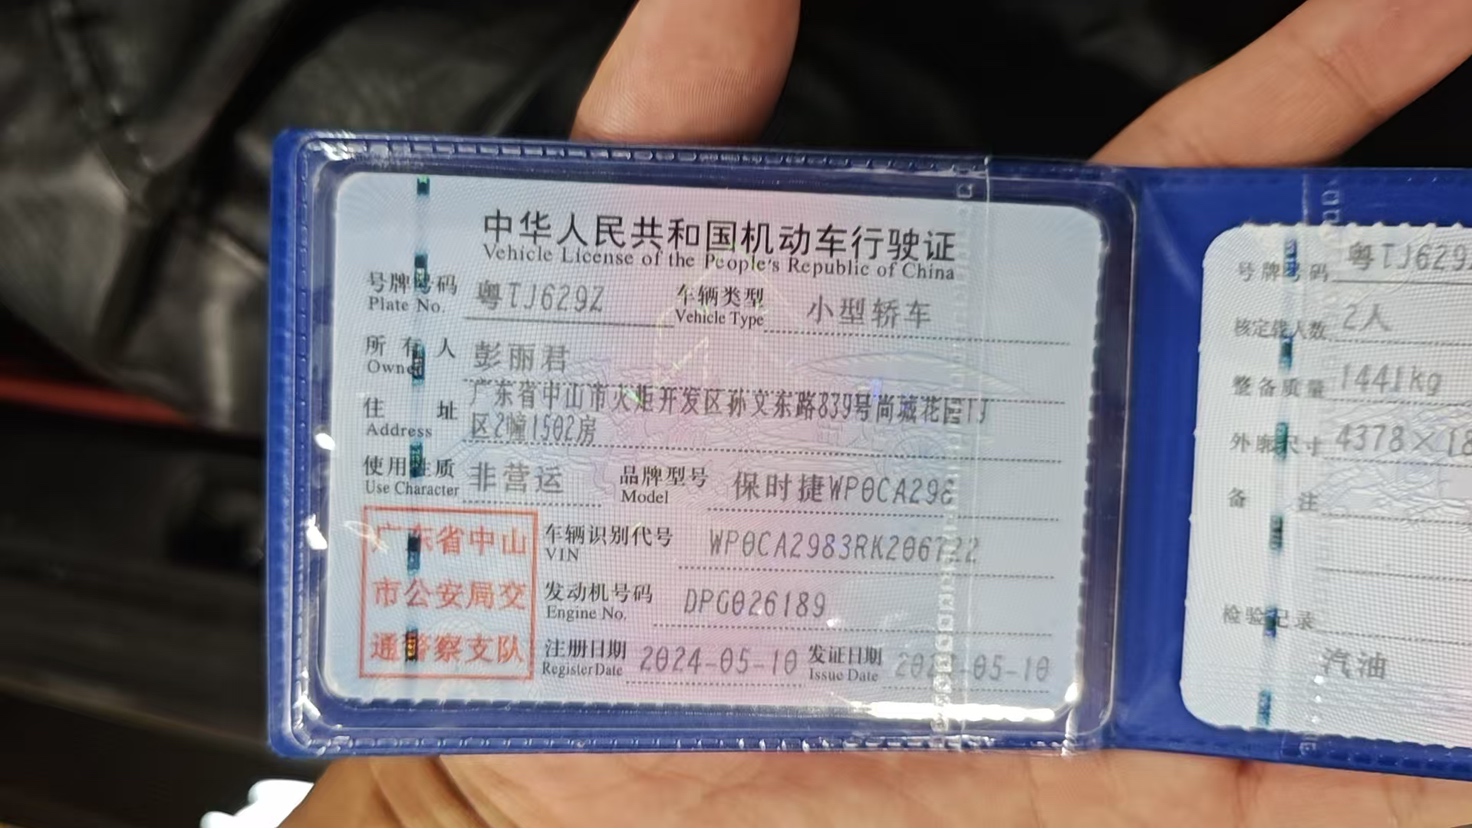 中华人民共和国机动车行驶证
Vehicle License of the People's Republic of China
号牌号码 粤TJ629Z 车辆类型 小型轿车
Plate No. Vehicle Type
所有人 彭丽君
Owner
住址 广东省中山市火炬开发区孙文东路839号尚城花园1J
Address 区2幢1502房
使用性质 非营运 品牌型号 保时捷WP0CA298
Use Character Model
广东省中山
市公安局交
通警察支队
车辆识别代号 WP0CA2983RK206722
VIN
发动机号码 DPG026189
Engine No.
注册日期 2024-05-10 发证日期 05-10
Register Date Issue Date
号牌号码 粤TJ629
核定载人数 2人
整备质量 1441kg
外廓尺寸 4378×18
备注
检验记录
汽油